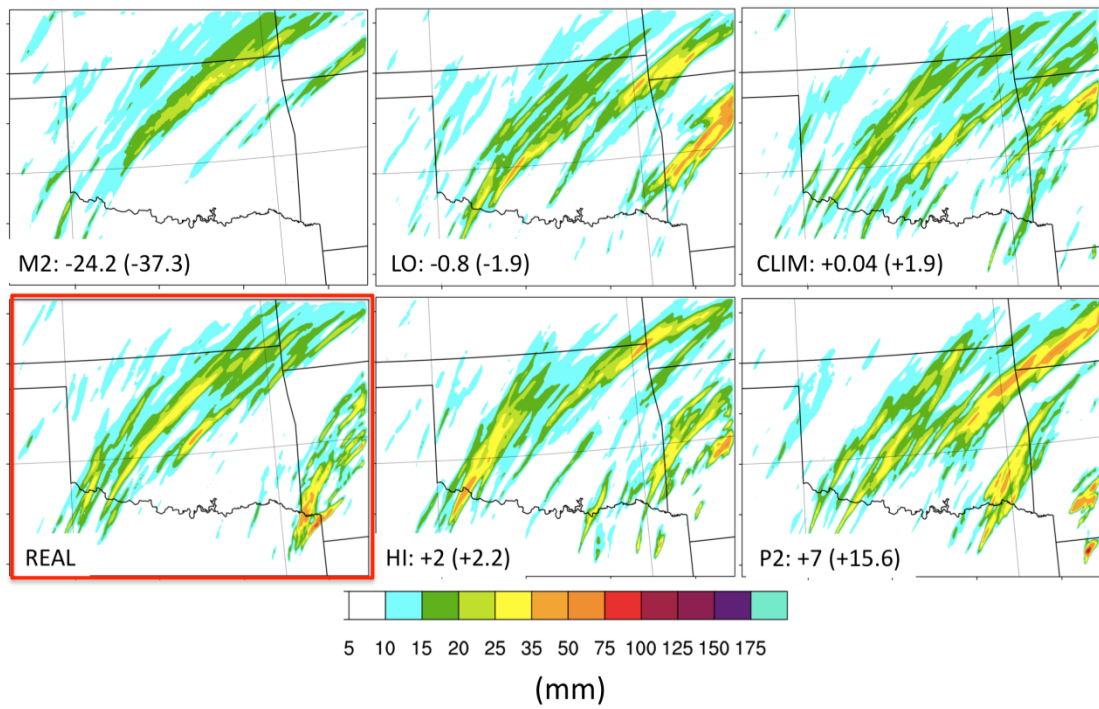 M2: -24.2 (-37.3)
LO: -0.8 (-1.9)
CLIM: +0.04 (+1.9)
REAL
HI: +2 (+2.2)
P2: +7 (+15.6)
5 10 15 20 25 35 50 75 100 125 150 175
(mm)